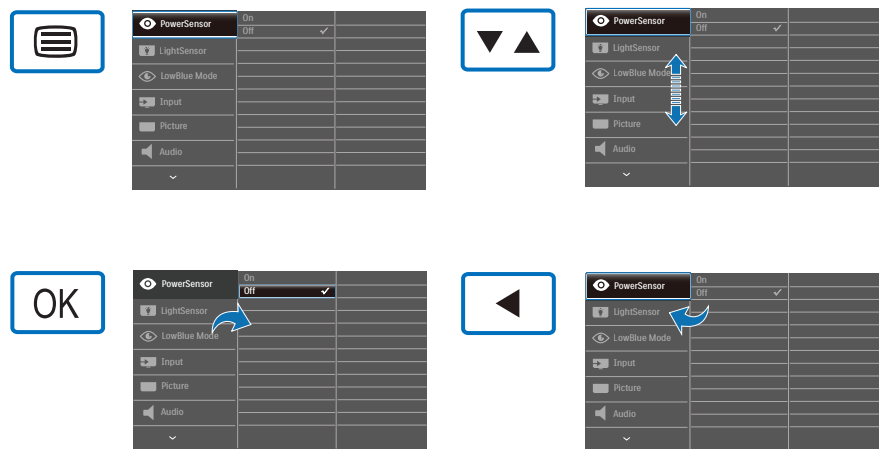 PowerSensor On
Off
LightSensor
LowBlue Mode
Input
Picture
Audio
PowerSensor On
Off
LightSensor
LowBlue Mode
Input
Picture
Audio
OK
PowerSensor On
Off
LightSensor
LowBlue Mode
Input
Picture
Audio
PowerSensor On
Off
LightSensor
LowBlue Mode
Input
Picture
Audio